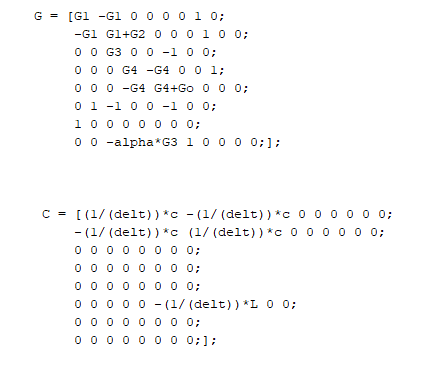 G = [G1 -G1 0 0 0 0 1 0;
-G1 G1+G2 0 0 0 1 0 0;
0 0 G3 0 0 -1 0 0;
0 0 0 G4 -G4 0 0 1;
0 0 0 -G4 G4+Go 0 0 0;
0 1 -1 0 0 -1 0 0;
1 0 0 0 0 0 0 0;
0 0 -alpha*G3 1 0 0 0 0;];
C = [(1/(delt))*c -(1/(delt))*c 0 0 0 0 0 0;
-(1/(delt))*c (1/(delt))*c 0 0 0 0 0 0;
0 0 0 0 0 0 0 0;
0 0 0 0 0 0 0 0;
0 0 0 0 0 0 0 0;
0 0 0 0 0 -(1/(delt))*L 0 0;
0 0 0 0 0 0 0 0;
0 0 0 0 0 0 0 0;];